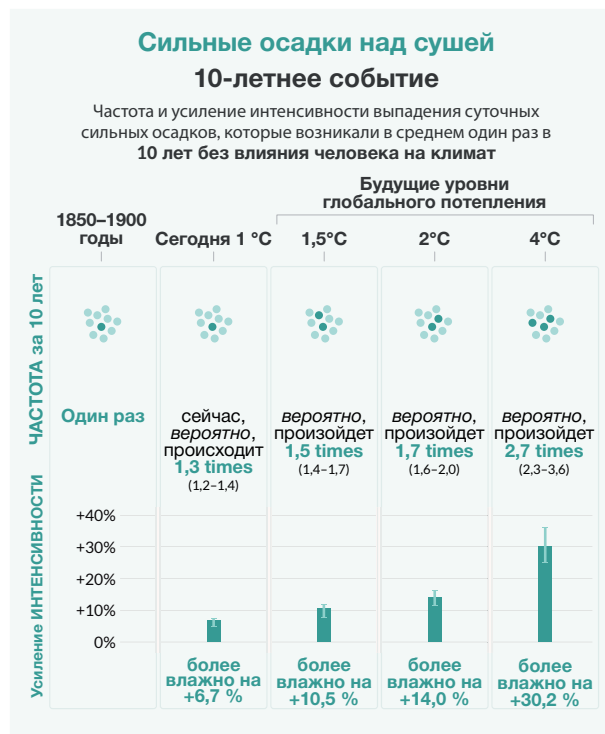 Сильные осадки над сушей
10-летнее событие
Частота и усиление интенсивности выпадения суточных
сильных осадков, которые возникали в среднем один раз в
10 лет без влияния человека на климат
Будущие уровни
глобального потепления
1850–1900
годы
Сегодня 1 °C
1,5°C
2°C
4°C
ЧАСТОТА за 10 лет
Один раз
сейчас,
вероятно,
происходит
1,3 times
(1,2–1,4)
вероятно,
произойдет
1,5 times
(1,4–1,7)
вероятно,
произойдет
1,7 times
(1,6–2,0)
вероятно,
произойдет
2,7 times
(2,3–3,6)
Усиление ИНТЕНСИВНОСТИ
+40%
+30%
+20%
+10%
0%
более
влажно на
+6,7 %
более
влажно на
+10,5 %
более
влажно на
+14,0 %
более
влажно на
+30,2 %